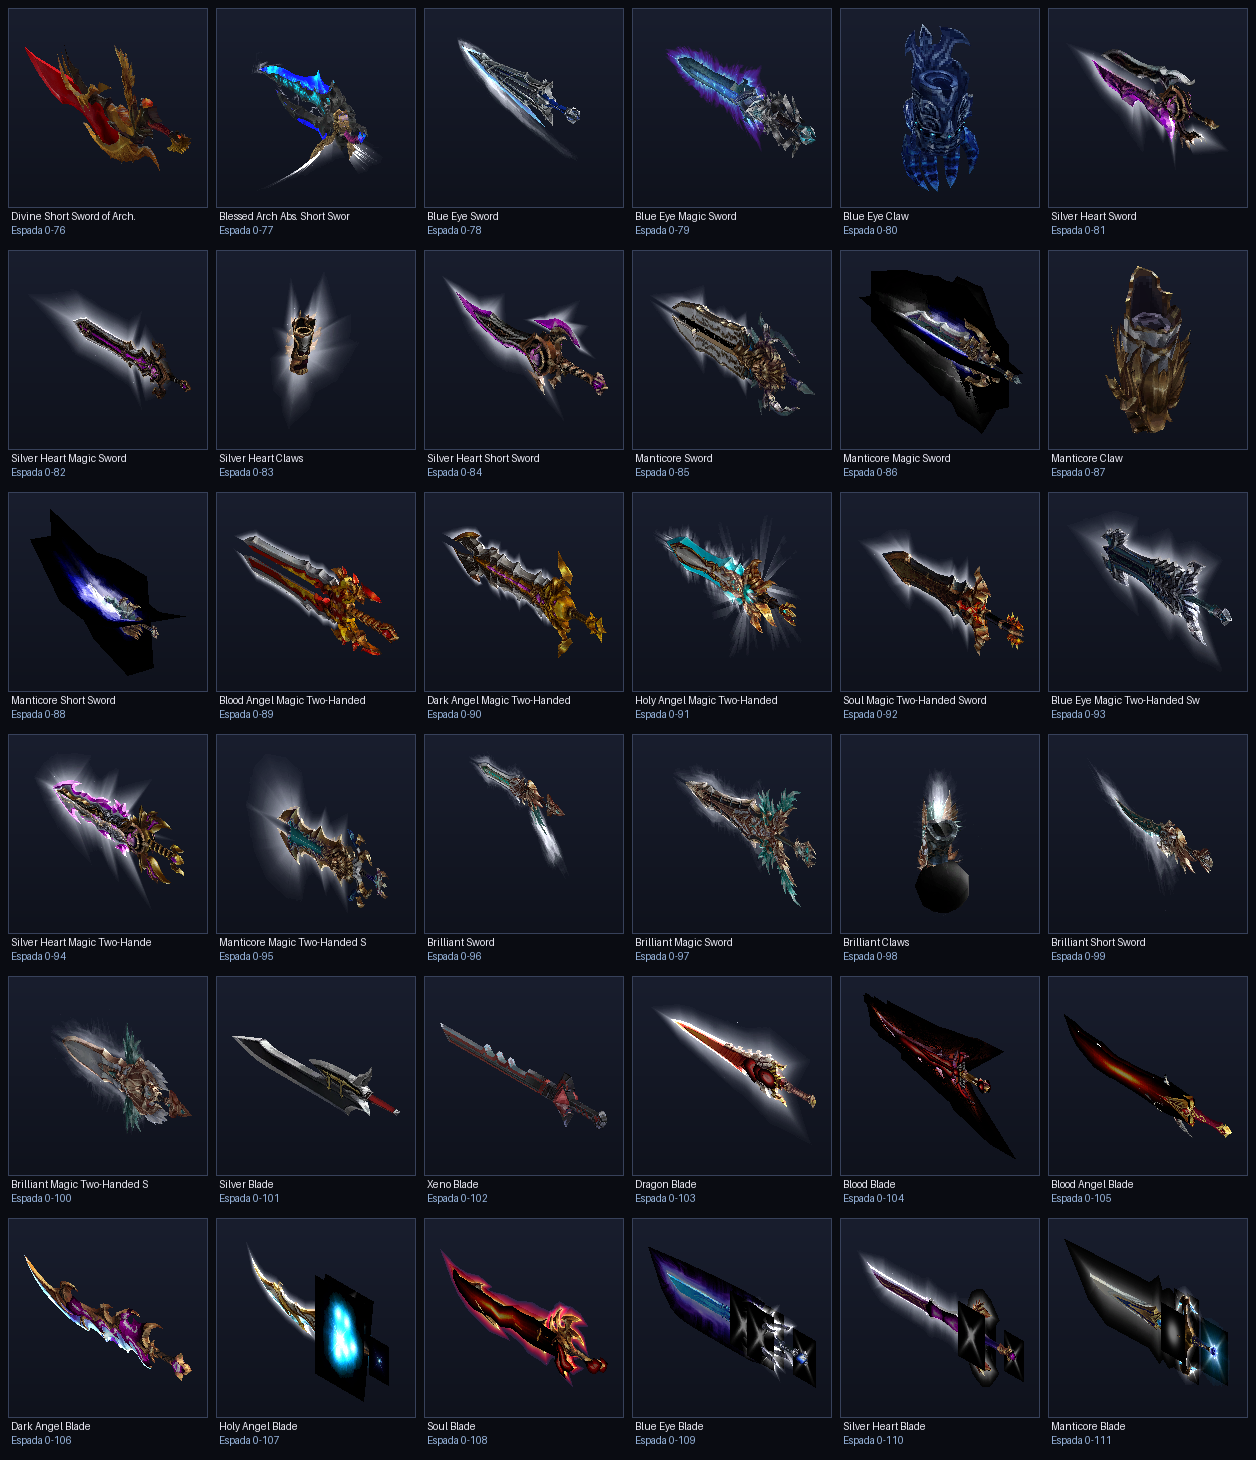 Divine Short Sword of Arch.
Espada 0-76
Blessed Arch Abs. Short Swor
Espada 0-77
Blue Eye Sword
Espada 0-78
Blue Eye Magic Sword
Espada 0-79
Blue Eye Claw
Espada 0-80
Silver Heart Sword
Espada 0-81
Silver Heart Magic Sword
Espada 0-82
Silver Heart Claws
Espada 0-83
Silver Heart Short Sword
Espada 0-84
Manticore Sword
Espada 0-85
Manticore Magic Sword
Espada 0-86
Manticore Claw
Espada 0-87
Manticore Short Sword
Espada 0-88
Blood Angel Magic Two-Handed
Espada 0-89
Dark Angel Magic Two-Handed
Espada 0-90
Holy Angel Magic Two-Handed
Espada 0-91
Soul Magic Two-Handed Sword
Espada 0-92
Blue Eye Magic Two-Handed Sw
Espada 0-93
Silver Heart Magic Two-Hande
Espada 0-94
Manticore Magic Two-Handed S
Espada 0-95
Brilliant Sword
Espada 0-96
Brilliant Magic Sword
Espada 0-97
Brilliant Claws
Espada 0-98
Brilliant Short Sword
Espada 0-99
Brilliant Magic Two-Handed S
Espada 0-100
Silver Blade
Espada 0-101
Xeno Blade
Espada 0-102
Dragon Blade
Espada 0-103
Blood Blade
Espada 0-104
Blood Angel Blade
Espada 0-105
Dark Angel Blade
Espada 0-106
Holy Angel Blade
Espada 0-107
Soul Blade
Espada 0-108
Blue Eye Blade
Espada 0-109
Silver Heart Blade
Espada 0-110
Manticore Blade
Espada 0-111